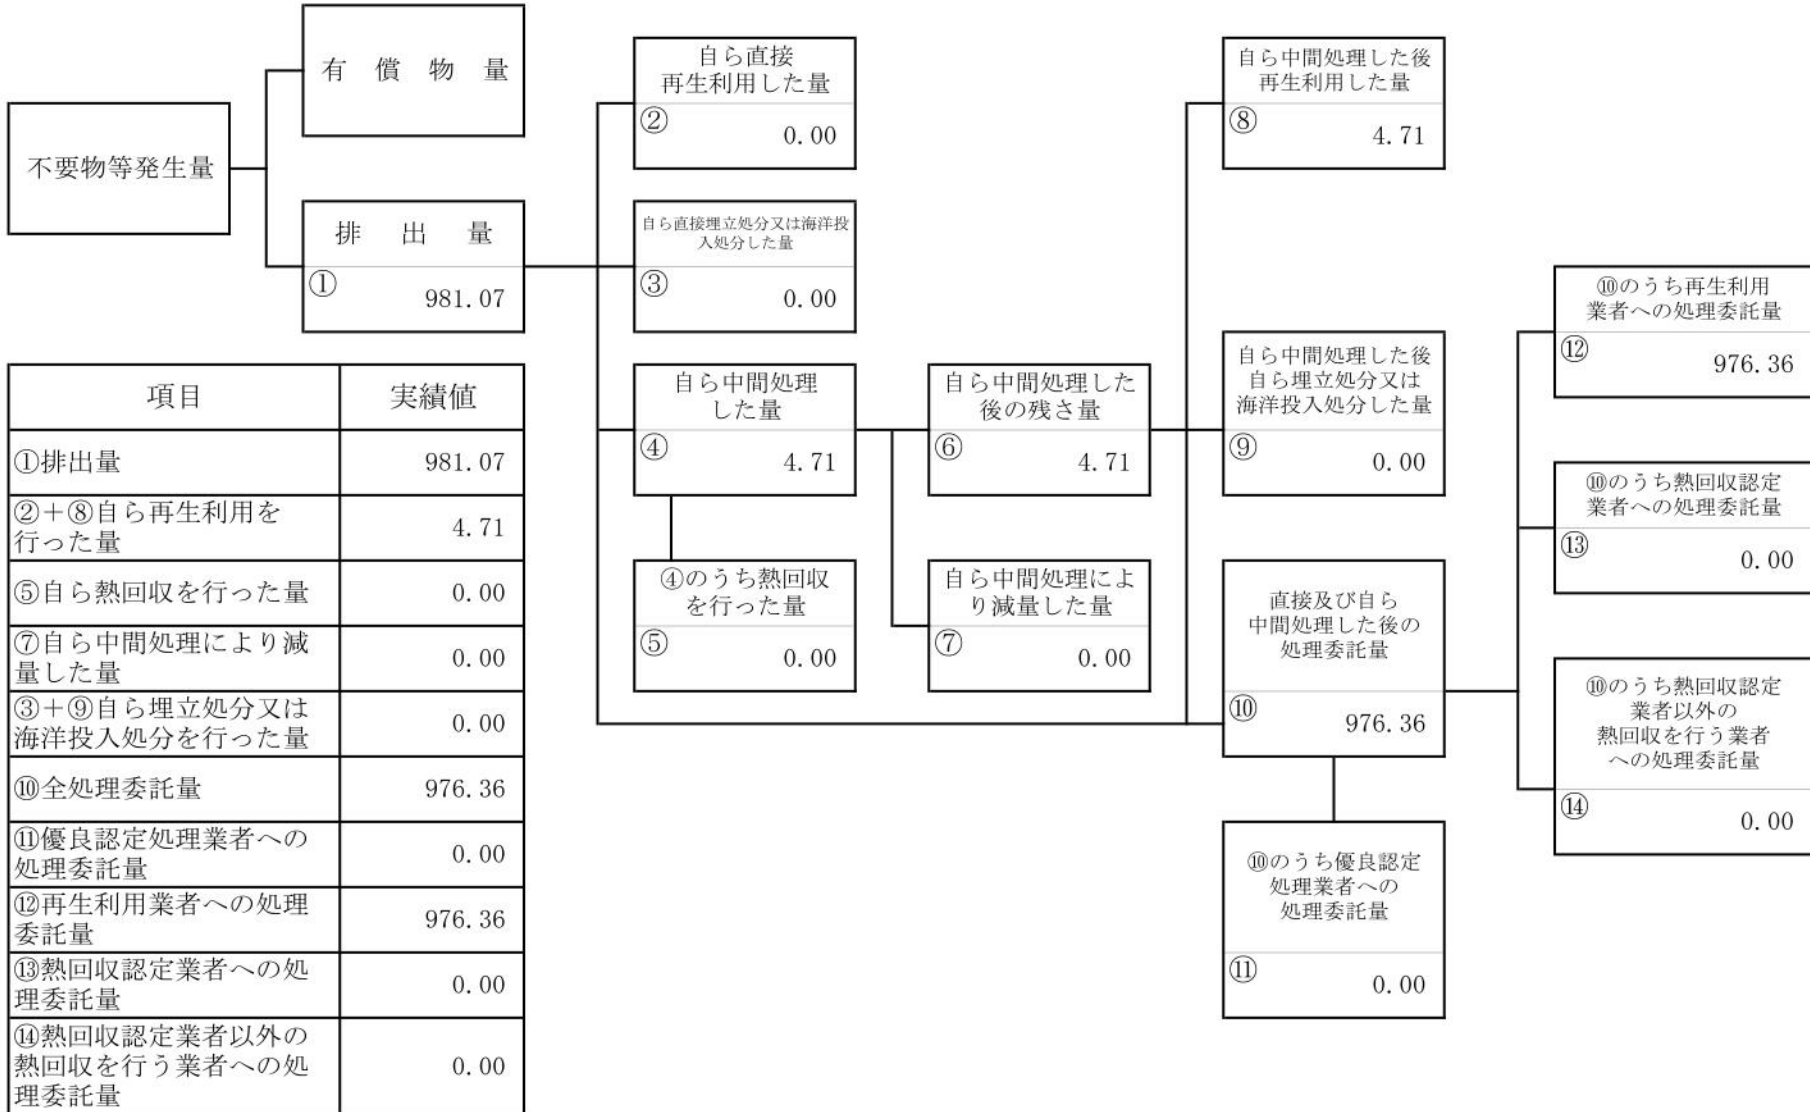 不要物等発生量
有償物量
排出量
①
981.07
自ら直接
再生利用した量
②
0.00
自ら直接埋立処分又は海洋投
入処分した量
③
0.00
自ら中間処理
した量
④
4.71
④のうち熱回収
を行った量
⑤
0.00
自ら中間処理した
後の残さ量
⑥
4.71
自ら中間処理によ
り減量した量
⑦
0.00
自ら中間処理した後
再生利用した量
⑧
4.71
自ら中間処理した後
自ら埋立処分又は
海洋投入処分した量
⑨
0.00
直接及び自ら
中間処理した後の
処理委託量
⑩
976.36
⑩のうち優良認定
処理業者への
処理委託量
⑪
0.00
⑩のうち再生利用
業者への処理委託量
⑫
976.36
⑩のうち熱回収認定
業者への処理委託量
⑬
0.00
⑩のうち熱回収認定
業者以外の
熱回収を行う業者
への処理委託量
⑭
0.00
項目 実績値
①排出量 981.07
②+⑧自ら再生利用を
行った量 4.71
⑤自ら熱回収を行った量 0.00
⑦自ら中間処理により減
量した量 0.00
③+⑨自ら埋立処分又は
海洋投入処分を行った量 0.00
⑩全処理委託量 976.36
⑪優良認定処理業者への
処理委託量 0.00
⑫再生利用業者への処理
委託量 976.36
⑬熱回収認定業者への処
理委託量 0.00
⑭熱回収認定業者以外の
熱回収を行う業者への処
理委託量 0.00